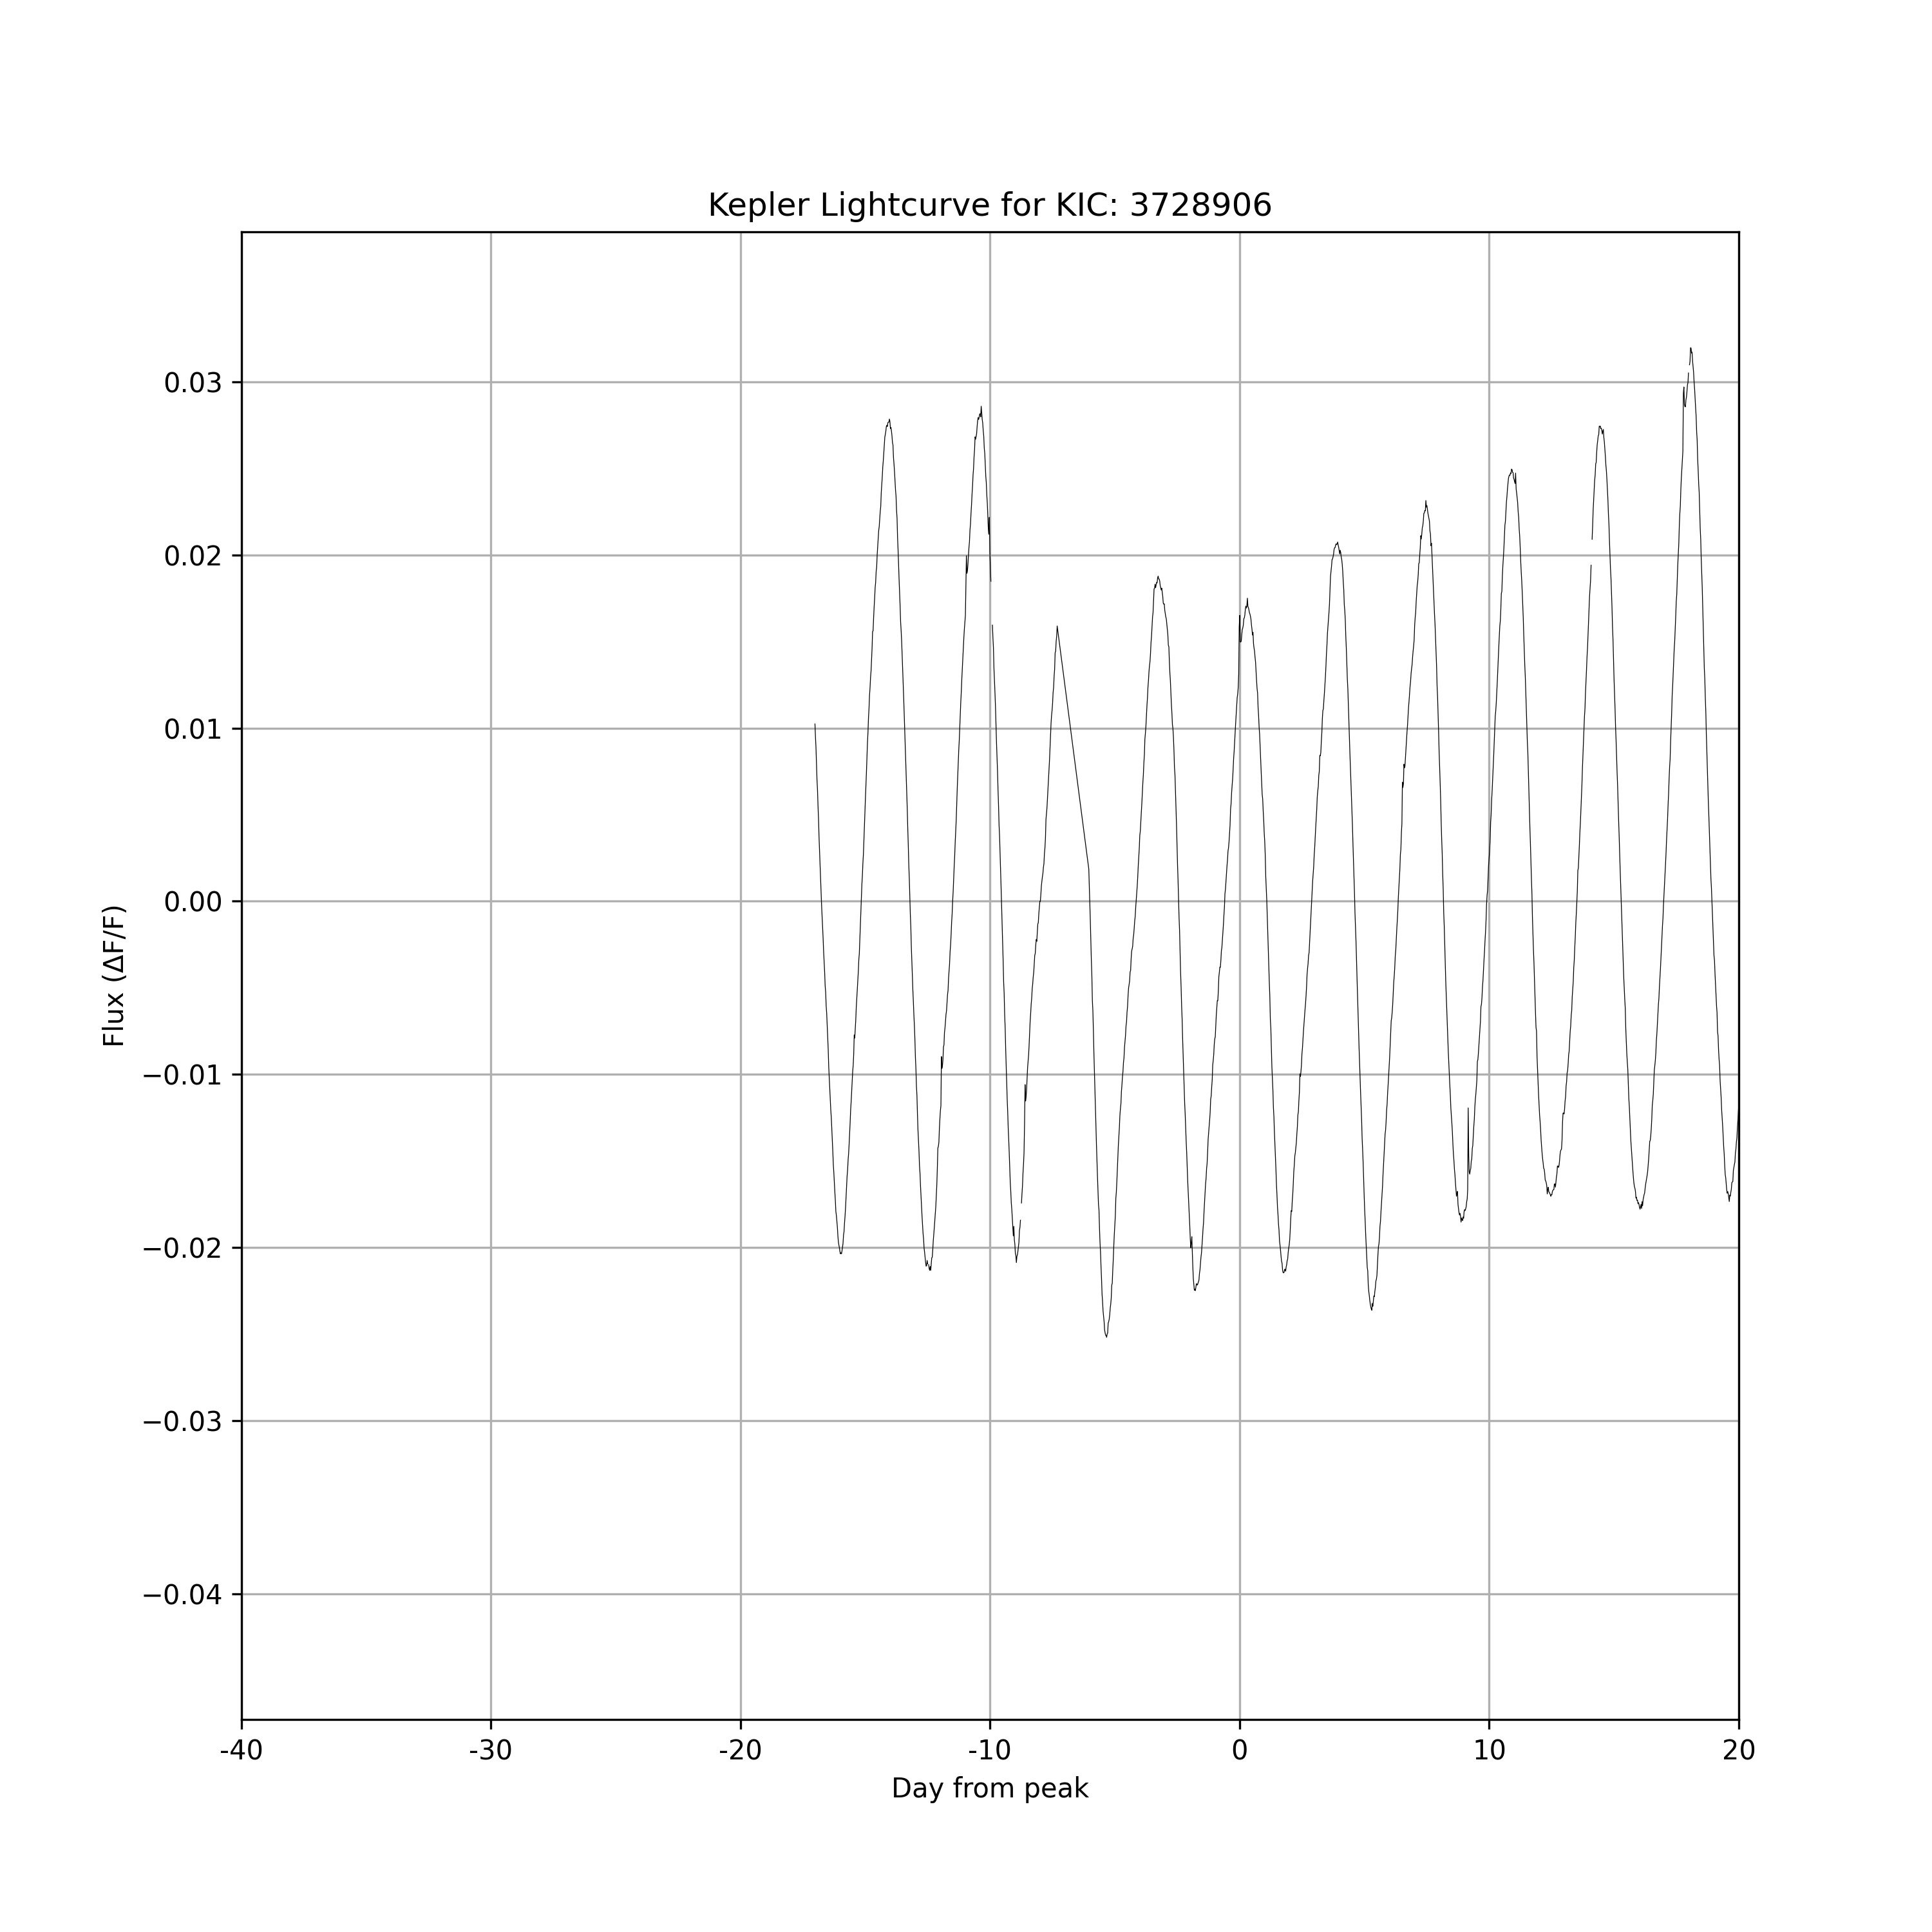 Kepler Lightcurve for KIC: 3728906
Flux (ΔF/F)
0.03
0.02
0.01
0.00
−0.01
−0.02
−0.03
−0.04
-40 -30 -20 -10 0 10 20
Day from peak